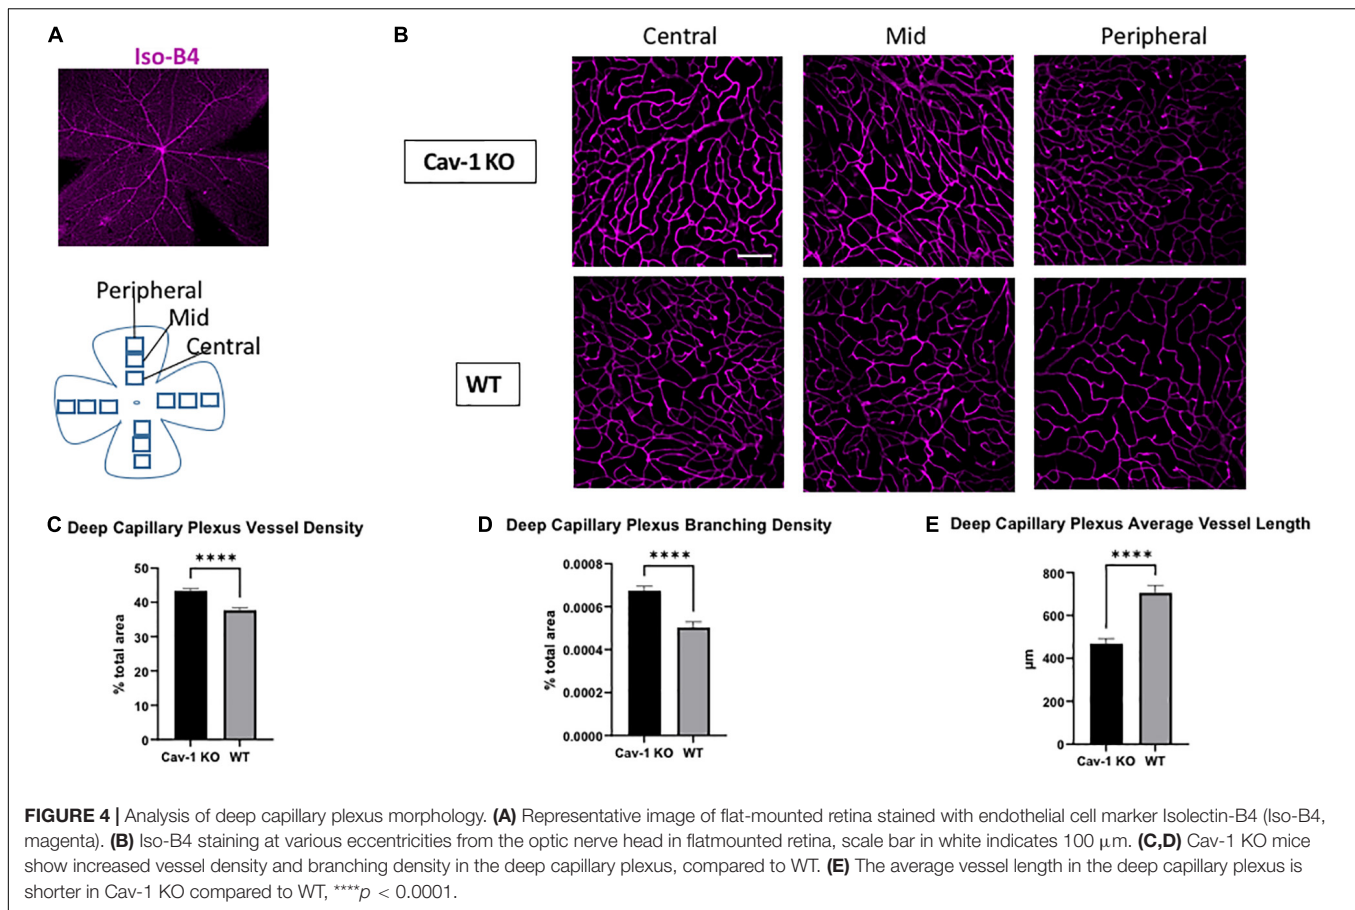 A
Iso-B4
Peripheral
Mid
Central
B
Central
Mid
Peripheral
Cav-1 KO
WT
C Deep Capillary Plexus Vessel Density
****
% total area
50
40
30
20
10
0
Cav-1 KO WT
D Deep Capillary Plexus Branching Density
****
% total area
0.0008
0.0006
0.0004
0.0002
0.0000
Cav-1 KO WT
E Deep Capillary Plexus Average Vessel Length
****
μm
800
600
400
200
0
Cav-1 KO WT
FIGURE 4 | Analysis of deep capillary plexus morphology. (A) Representative image of flat-mounted retina stained with endothelial cell marker Isolectin-B4 (Iso-B4,
magenta). (B) Iso-B4 staining at various eccentricities from the optic nerve head in flatmounted retina, scale bar in white indicates 100 μm. (C,D) Cav-1 KO mice
show increased vessel density and branching density in the deep capillary plexus, compared to WT. (E) The average vessel length in the deep capillary plexus is
shorter in Cav-1 KO compared to WT, ****p < 0.0001.